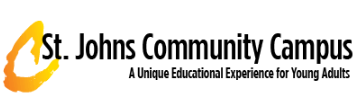 St. Johns Community Campus
A Unique Educational Experience for Young Adults